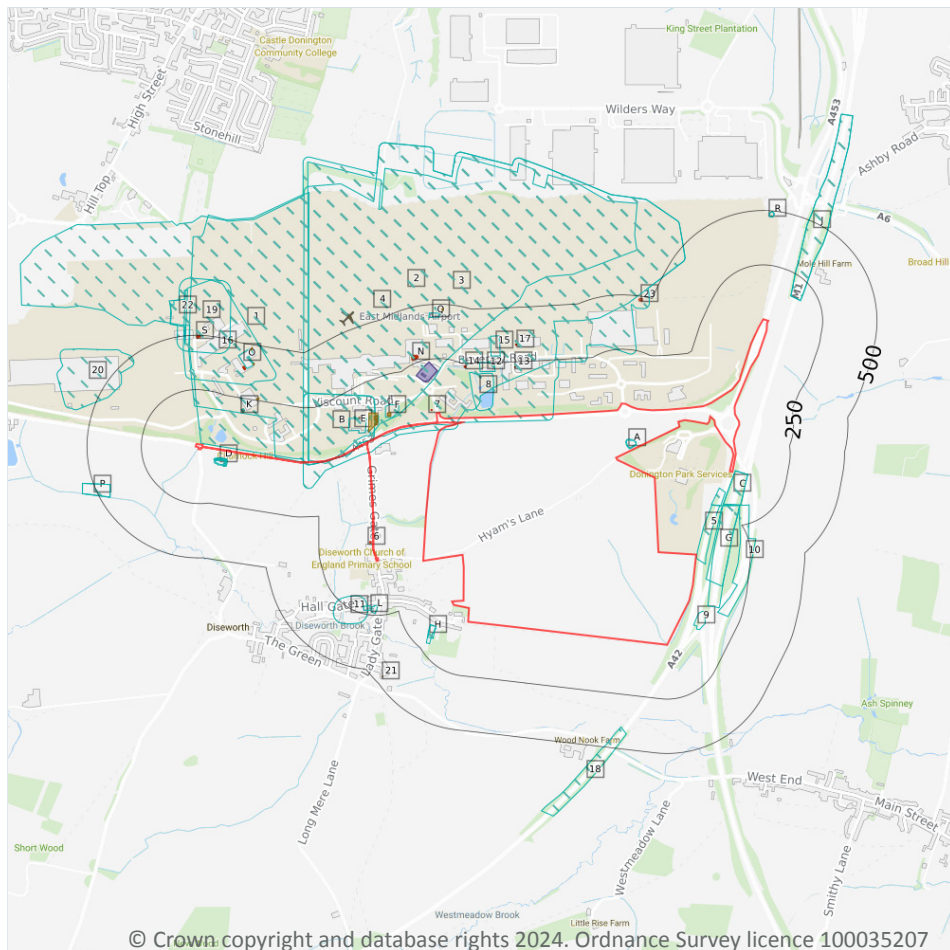 King Street Plantation
Castle Donington
Community College
High Street
Stonehill
Wilders Way
A453
Ashby Road
Hill Top
R
J
A6
Mole Hill Farm
Broad Hill
M1
2
3
4
Q
23
22
19
1
East Midlands Airport
S
16
O
N
15
17
14
12
13
20
8
500
K
Viscount Road
F
7
B
E
250
A
D
Donington Park Services
P
C
Grimes Gate
Hyam's Lane
5
G
10
6
Diseworth Church of
England Primary School
Hall Gate
11
L
9
Diseworth
Diseworth Brook
H
The Green
Lady Gate
21
A42
Ash Spinney
Wood Nook Farm
18
West End
Main Street
Long Mere Lane
Short Wood
Westmeadow Lane
Smithy Lane
Westmeadow Brook
Little Rise Farm
© Crown copyright and database rights 2024. Ordnance Survey licence 100035207